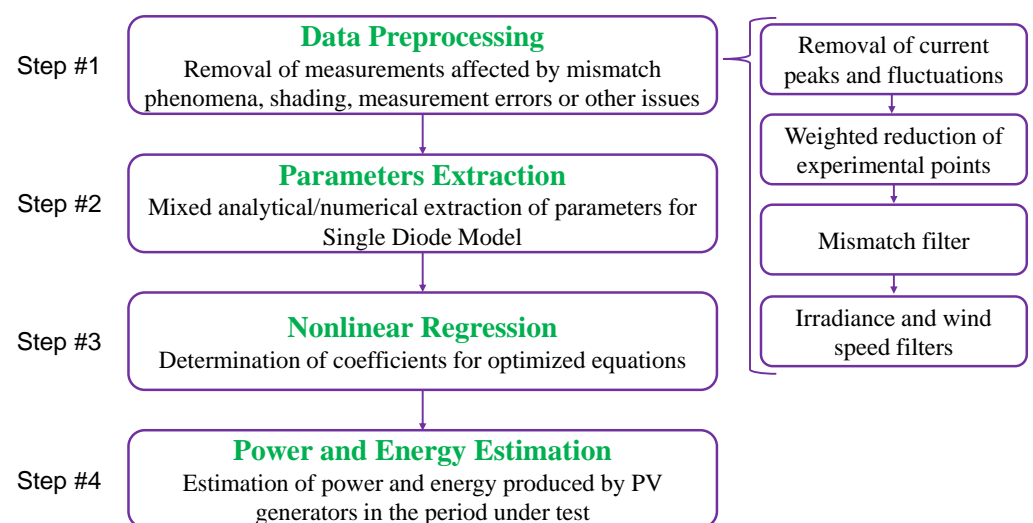 Step #1
Data Preprocessing
Removal of measurements affected by mismatch
phenomena, shading, measurement errors or other issues
Step #2
Parameters Extraction
Mixed analytical/numerical extraction of parameters for
Single Diode Model
Step #3
Nonlinear Regression
Determination of coefficients for optimized equations
Step #4
Power and Energy Estimation
Estimation of power and energy produced by PV
generators in the period under test
Removal of current
peaks and fluctuations
Weighted reduction of
experimental points
Mismatch filter
Irradiance and wind
speed filters